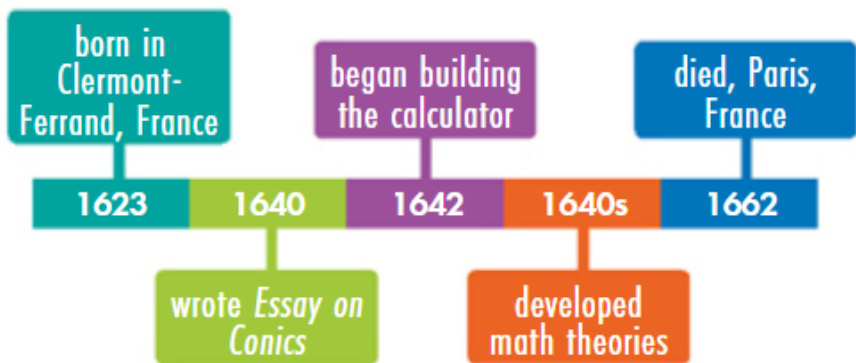 born in
Clermont-
Ferrand, France
began building
the calculator
died, Paris,
France
1623
1640
1642
1640s
1662
wrote Essay on
Conics
developed
math theories